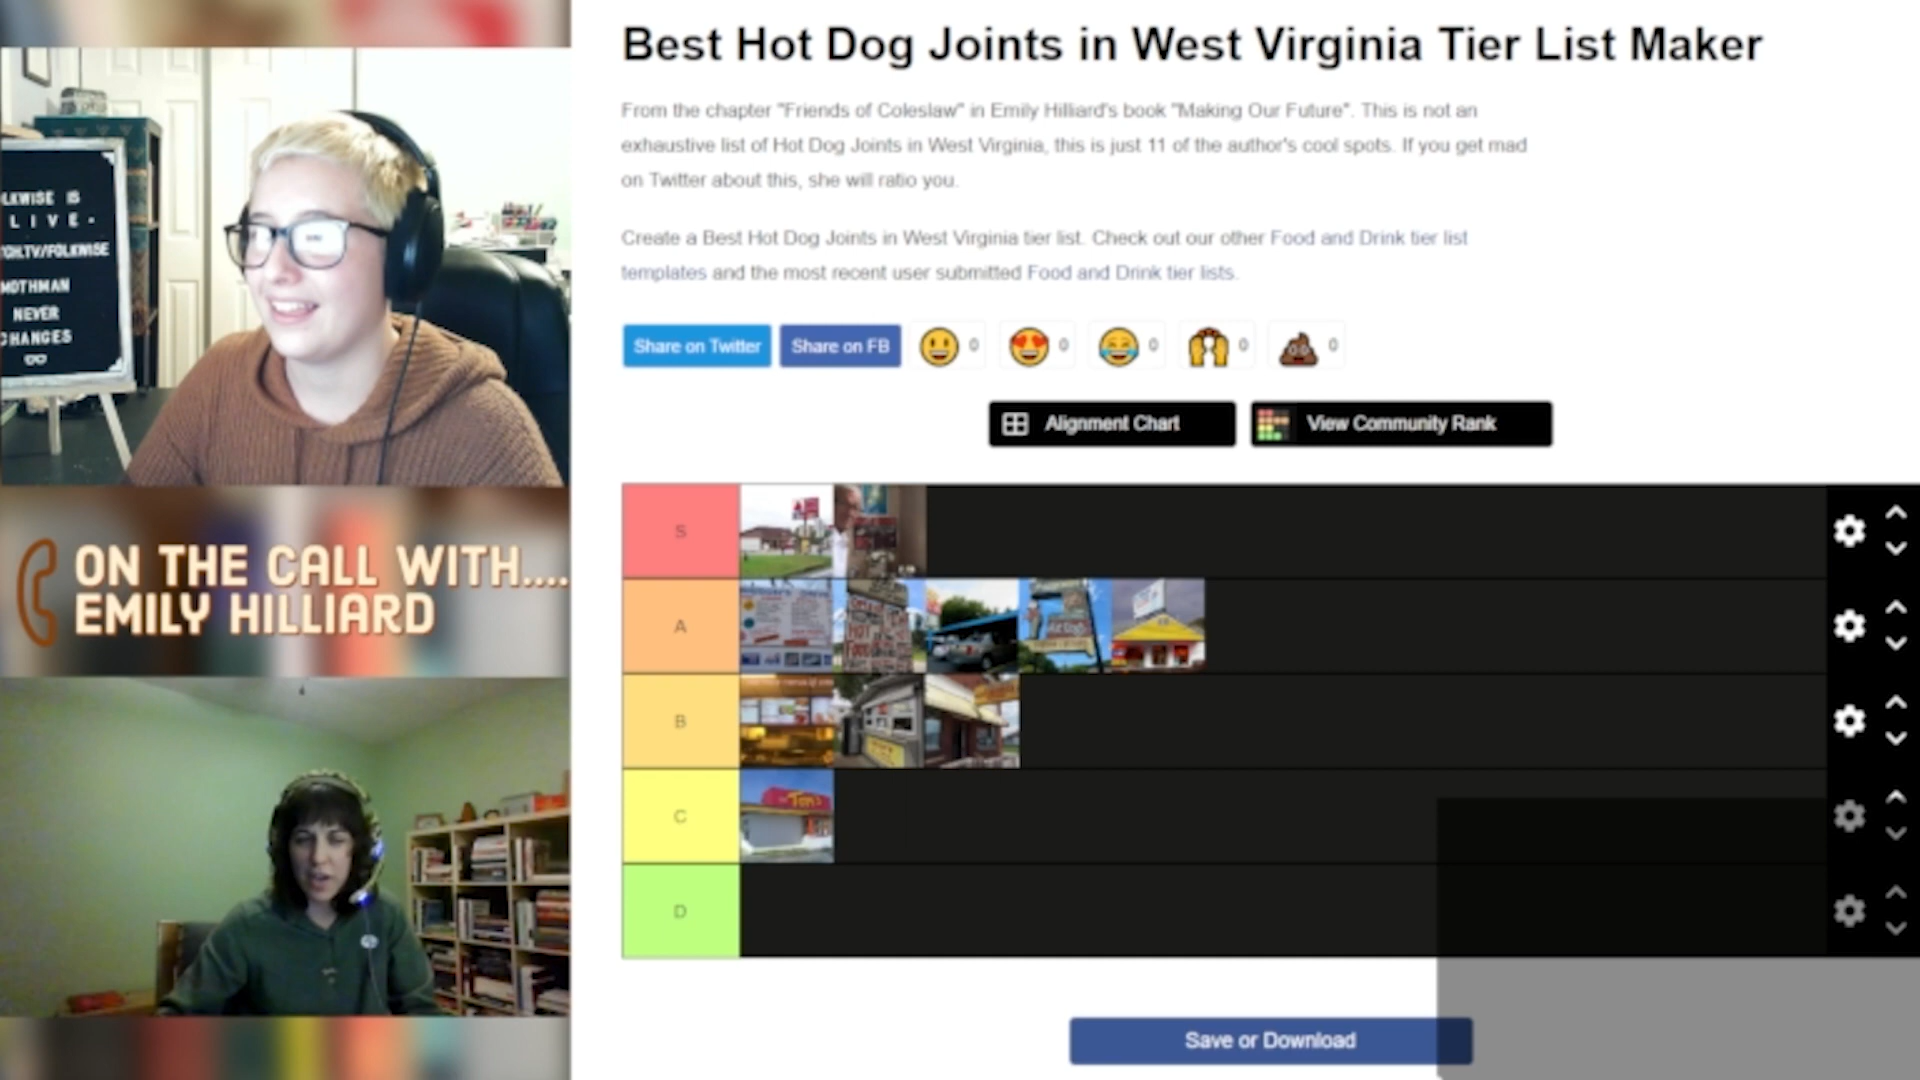 LKWISE IS
LIVE.
CH.TV/FOLKWISE
MOTHMAN
NEVER
CHANGES
ON THE CALL WITH....
EMILY HILLIARD
Best Hot Dog Joints in West Virginia Tier List Maker
From the chapter "Friends of Coleslaw" in Emily Hilliard's book "Making Our Future". This is not an
exhaustive list of Hot Dog Joints in West Virginia, this is just 11 of the author's cool spots. If you get mad
on Twitter about this, she will ratio you.
Create a Best Hot Dog Joints in West Virginia tier list. Check out our other Food and Drink tier list
templates and the most recent user submitted Food and Drink tier lists.
Share on Twitter Share on FB 0 0 0 0 0
Alignment Chart View Community Rank
S
A
B
C
Tom's
D
Save or Download